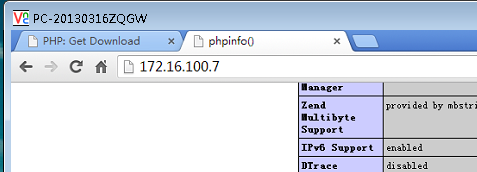 PC-20130316ZQGW
PHP: Get Download
phpinfo()
172.16.100.7
Manager
Zend
Multibyte
Support
provided by mbstri
IPv6 Support
enabled
DTrace
disabled